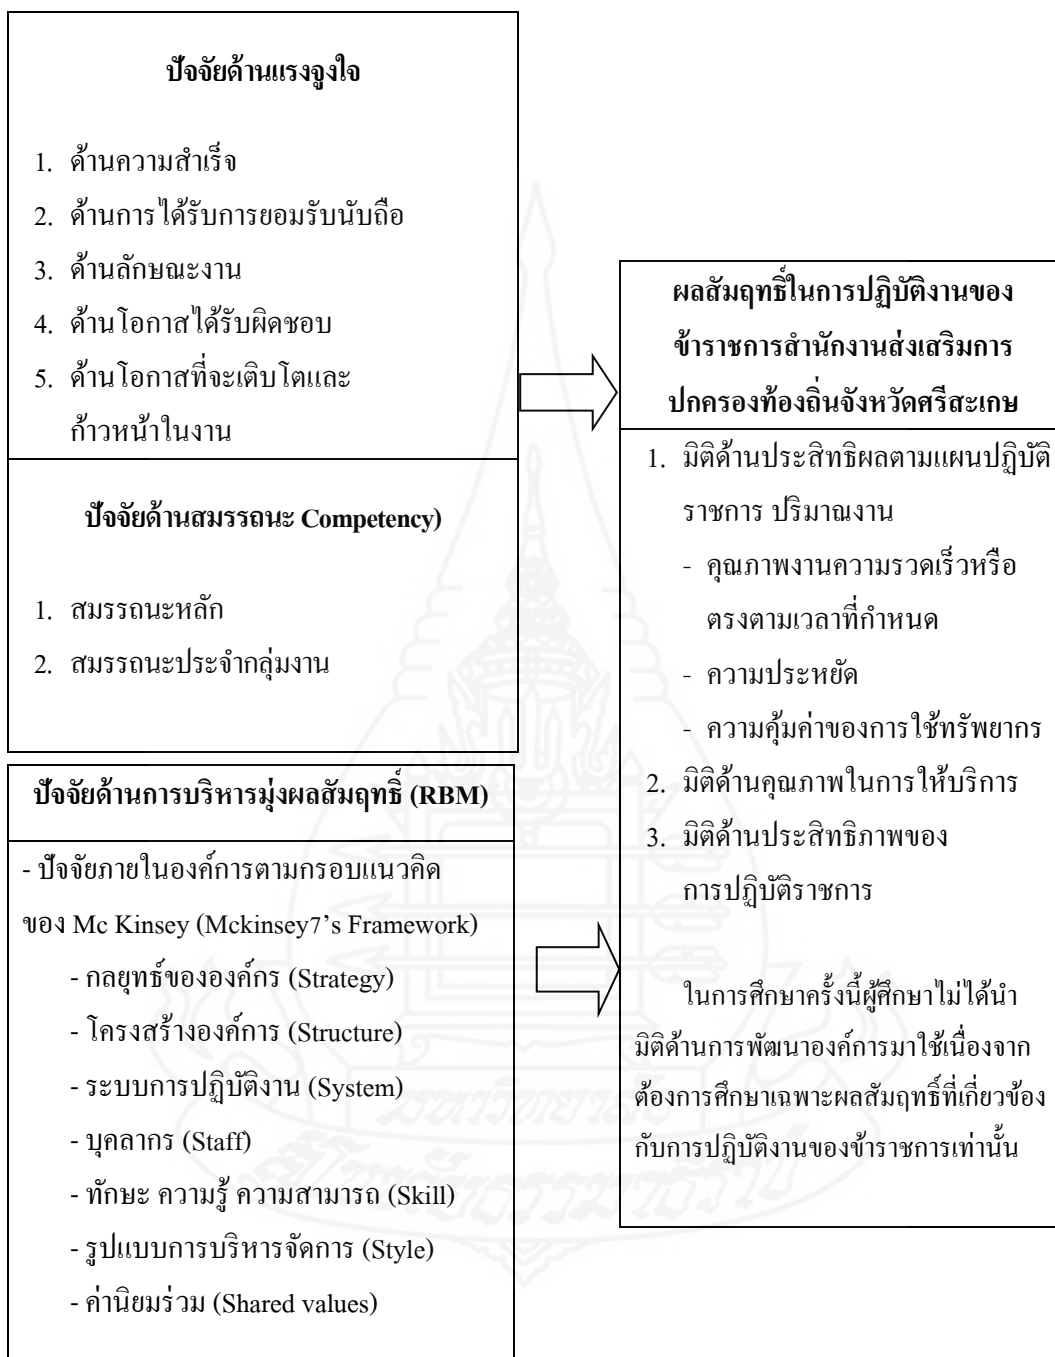 ปัจจัยด้านแรงจูงใจ
1. ด้านความสำเร็จ
2. ด้านการได้รับการยอมรับนับถือ
3. ด้านลักษณะงาน
4. ด้านโอกาสได้รับผิดชอบ
5. ด้านโอกาสที่จะเติบโตและ
ก้าวหน้าในงาน
ปัจจัยด้านสมรรถนะ Competency)
1. สมรรถนะหลัก
2. สมรรถนะประจำกลุ่มงาน
ปัจจัยด้านการบริหารมุ่งผลสัมฤทธิ์ (RBM)
- ปัจจัยภายในองค์การตามกรอบแนวคิด
ของ Mc Kinsey (Mckinsey7's Framework)
- กลยุทธ์ขององค์กร (Strategy)
- โครงสร้างองค์การ (Structure)
- ระบบการปฏิบัติงาน (System)
- บุคลากร (Staff)
- ทักษะ ความรู้ ความสามารถ (Skill)
- รูปแบบการบริหารจัดการ (Style)
- ค่านิยมร่วม (Shared values)
ผลสัมฤทธิ์ในการปฏิบัติงานของ
ข้าราชการสำนักงานส่งเสริมการ
ปกครองท้องถิ่นจังหวัดศรีสะเกษ
1. มิติด้านประสิทธิผลตามแผนปฏิบัติ
ราชการ ปริมาณงาน
- คุณภาพงานความรวดเร็วหรือ
ตรงตามเวลาที่กำหนด
- ความประหยัด
- ความคุ้มค่าของการใช้ทรัพยากร
2. มิติด้านคุณภาพในการให้บริการ
3. มิติด้านประสิทธิภาพของ
การปฏิบัติราชการ
ในการศึกษาครั้งนี้ผู้ศึกษาไม่ได้นำ
มิติด้านการพัฒนาองค์การมาใช้เนื่องจาก
ต้องการศึกษาเฉพาะผลสัมฤทธิ์ที่เกี่ยวข้อง
กับการปฏิบัติงานของข้าราชการเท่านั้น
มหาวิทยาลัย
สุโขทัยธรรมาธิราช